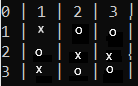 0 | 1 | 2 | 3 |
1 | x | o | o |
2 | o | x | x |
3 | x | o | o |